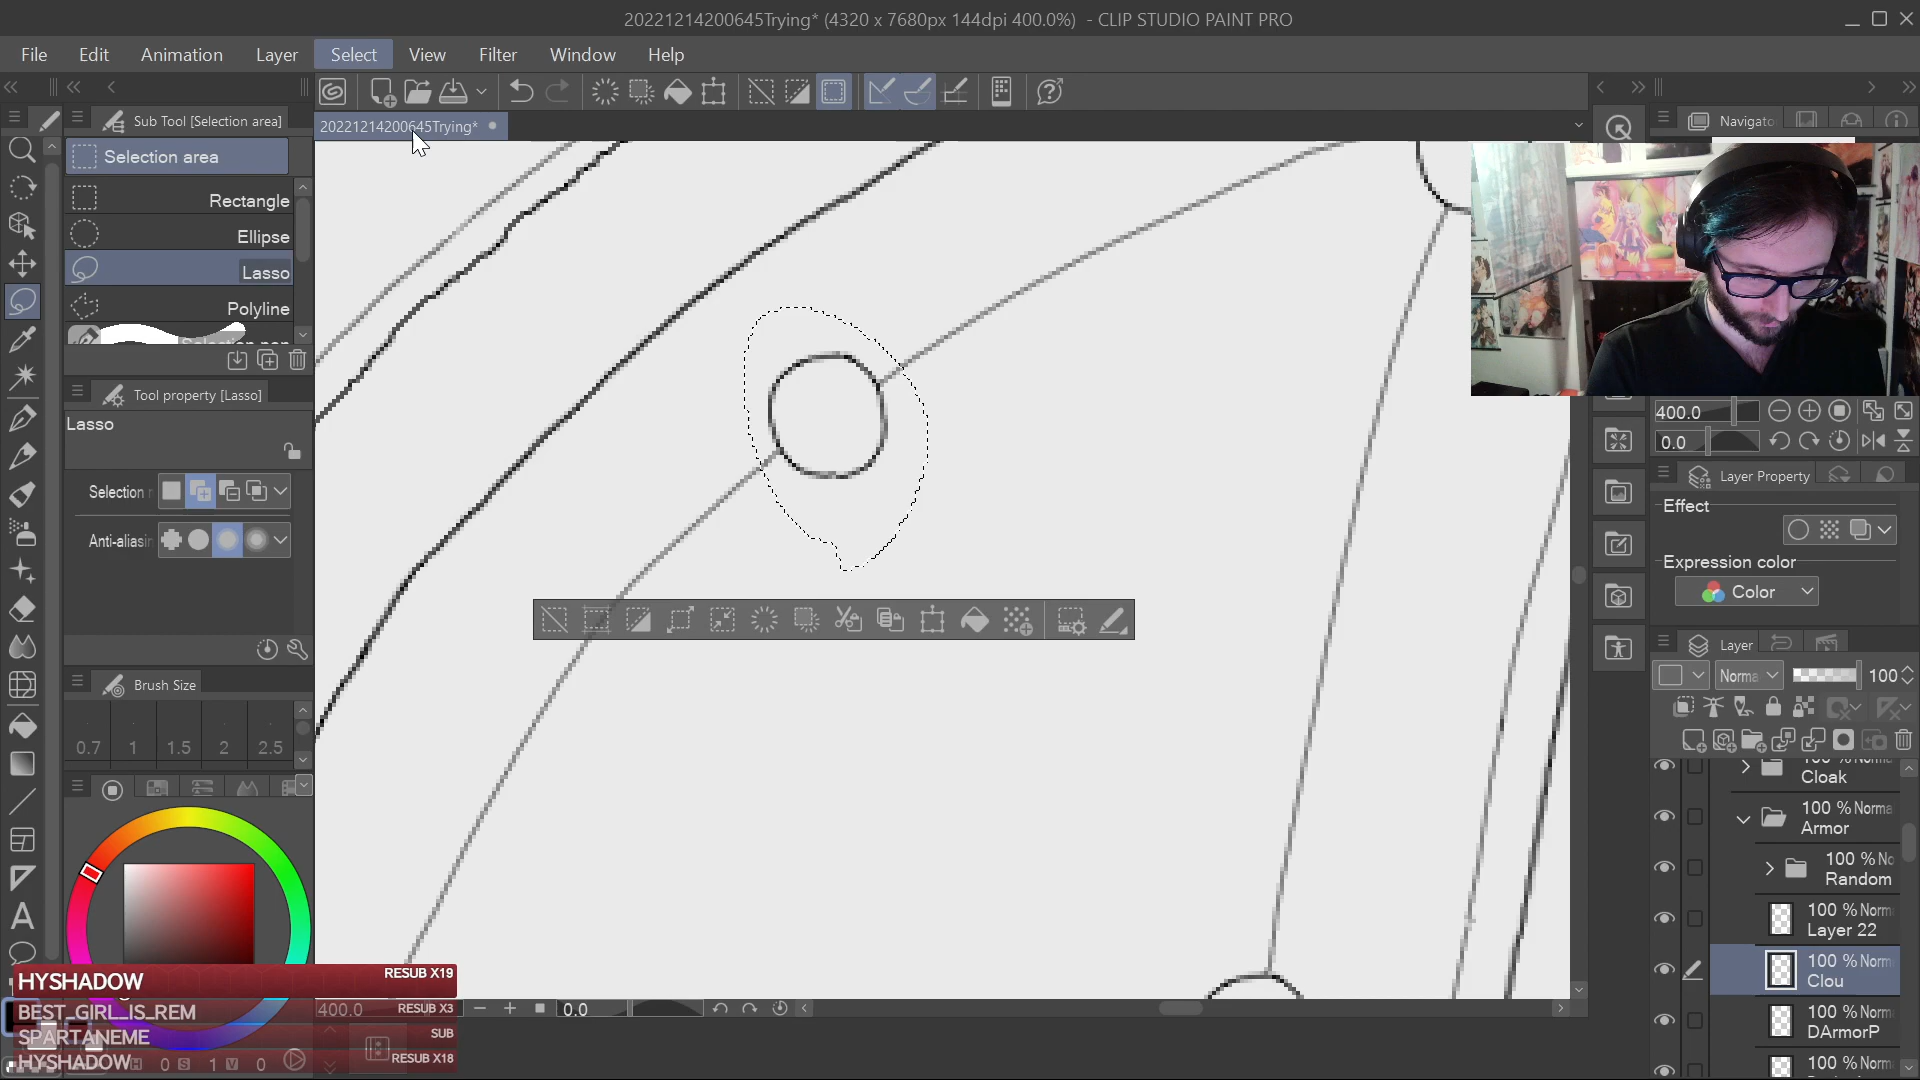 20221214200645Trying* (4320 x 7680px 144dpi 400.0%) - CLIP STUDIO PAINT PRO
File Edit Animation Layer Select View Filter Window Help
Sub Tool [Selection area]
20221214200645Trying*
Navigato
Selection area
Rectangle
Ellipse
Lasso
Polyline
Tool property [Lasso]
Lasso
Selection
Anti-aliasin
Brush Size
0.7 1 1.5 2 2.5
400.0
0.0
Layer Property
Effect
Expression color
Color
Layer
Norma 100
Cloak
100 % Norma
Armor
100 % No
Random
100 % Norm
Layer 22
100 % Norm
Clou
100 % Norm
DArmorP
100 % Norm
HYSHADOW RESUB X19
BEST_GIRL_IS_REM RESUB X3
SPARTANEME SUB
HYSHADOW RESUB X18
400.0 0.0
H 0 S 1 V 0